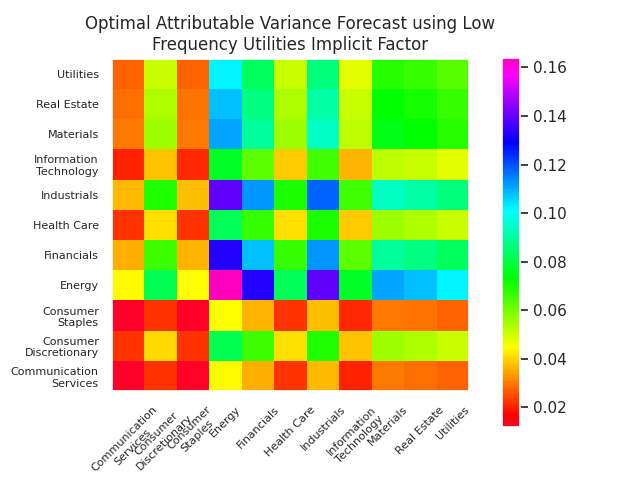 Optimal Attributable Variance Forecast using Low
Frequency Utilities Implicit Factor
Utilities
Real Estate
Materials
Information
Technology
Industrials
Health Care
Financials
Energy
Consumer
Staples
Consumer
Discretionary
Communication
Services
Communication
Services
Consumer
Discretionary
Consumer
Staples
Energy
Financials
Health Care
Industrials
Information
Technology
Materials
Real Estate
Utilities
0.16
0.14
0.12
0.10
0.08
0.06
0.04
0.02